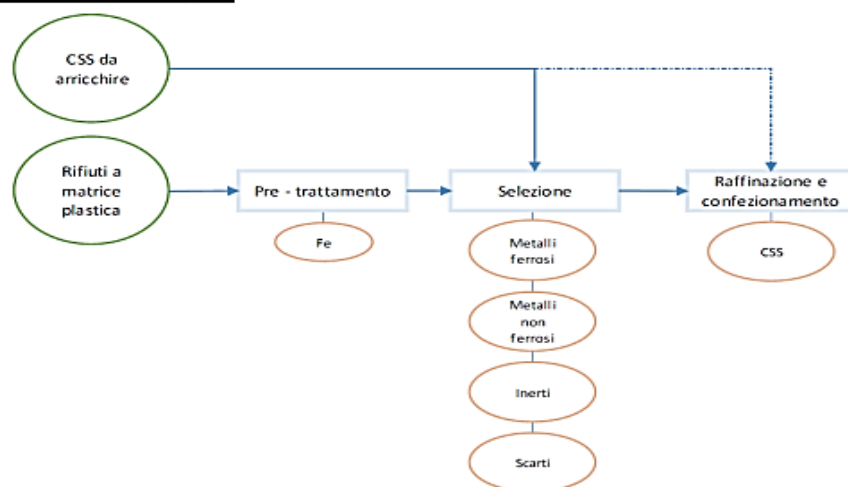 CSS da
arricchire
Rifiuti a
matrice
plastica
Pre - trattamento
Selezione
Raffinazione e
confezionamento
Fe
Metalli
ferrosi
CSS
Metalli
non
ferrosi
Inerti
Scarti